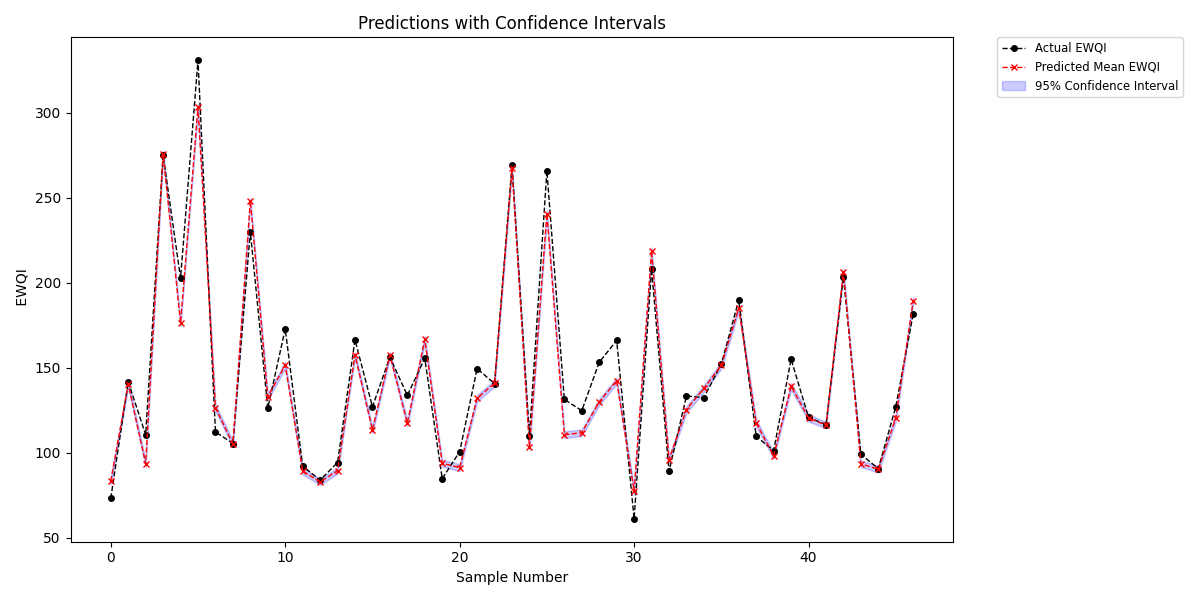 Predictions with Confidence Intervals
Actual EWQI
Predicted Mean EWQI
95% Confidence Interval
EWQI
300
250
200
150
100
50
0
10
20
30
40
Sample Number